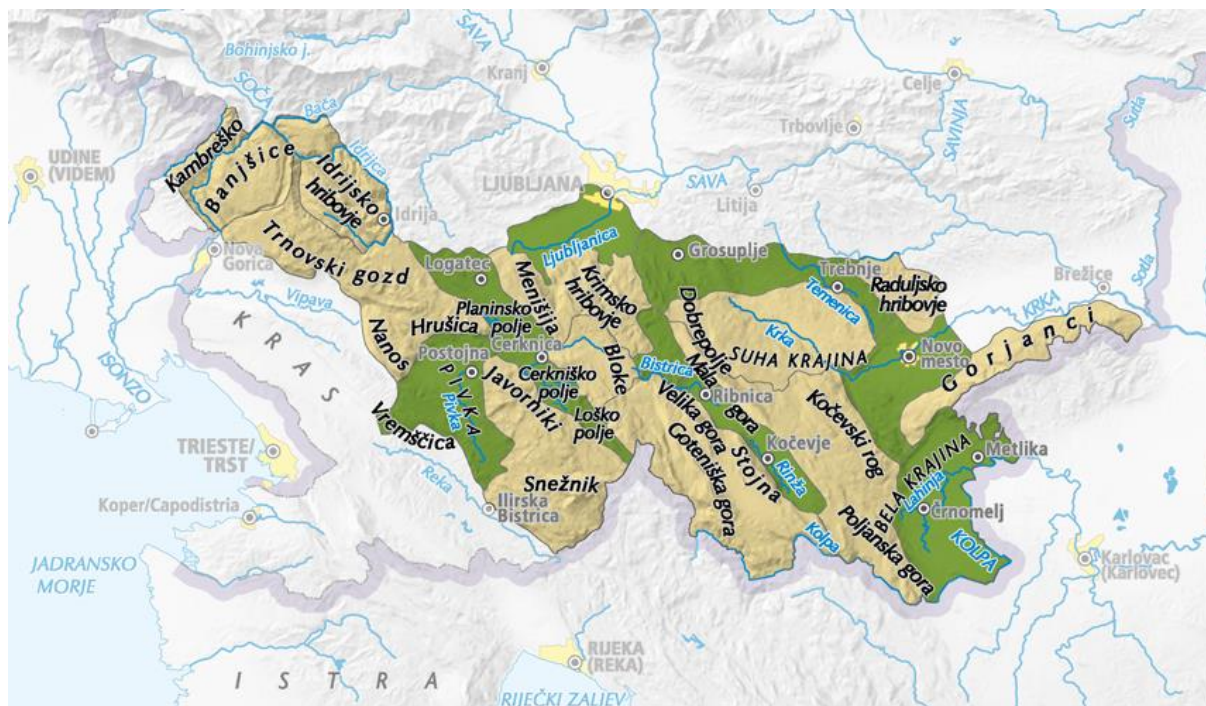 Bohinjsko j.
SAVA
Kranj
Celje
SOČA
Bača
Trbovlje
SAVINJA
Sutla
UDINE
(VIDEM)
Kambreško
Banjšice
Idrijsko
hribovje
Idrijca
Idrija
LJUBLJANA
SAVA
Litija
Trnovski gozd
Nova
Gorica
Logatec
Ljubljanica
Grosuplje
Trebnje
Temenica
Raduljsko
hribovje
Brežice
Sotla
KRKA
Vipava
Menišija
Krimsko
hribovje
Planinsko
polje
Hrušica
Nanos
Postojna
Cerknica
Dobrepolje
Krka
SUHA KRAJINA
Novo
mesto
Gorjanci
KRAS
ISONZO
PIVKA
Pivka
Javorniki
Cerkniško
polje
Bloke
Bistrica
Mala gora
Ribnica
Loško
polje
Velika gora
Kočevski rog
Vremščica
TRIESTE/
TRST
Goteniška gora
Stojna
Kočevje
Rinža
Metlika
BELA KRAJINA
Lahinja
Snežnik
Reka
Ilirska
Bistrica
Koper/Capodistria
Črnomelj
Poljanska gora
Kolpa
KOLPA
JADRANSKO
MORJE
Karlovac
(Karlovec)
RIJEKA
(REKA)
ISTRA
RIJEČKI ZALJEV